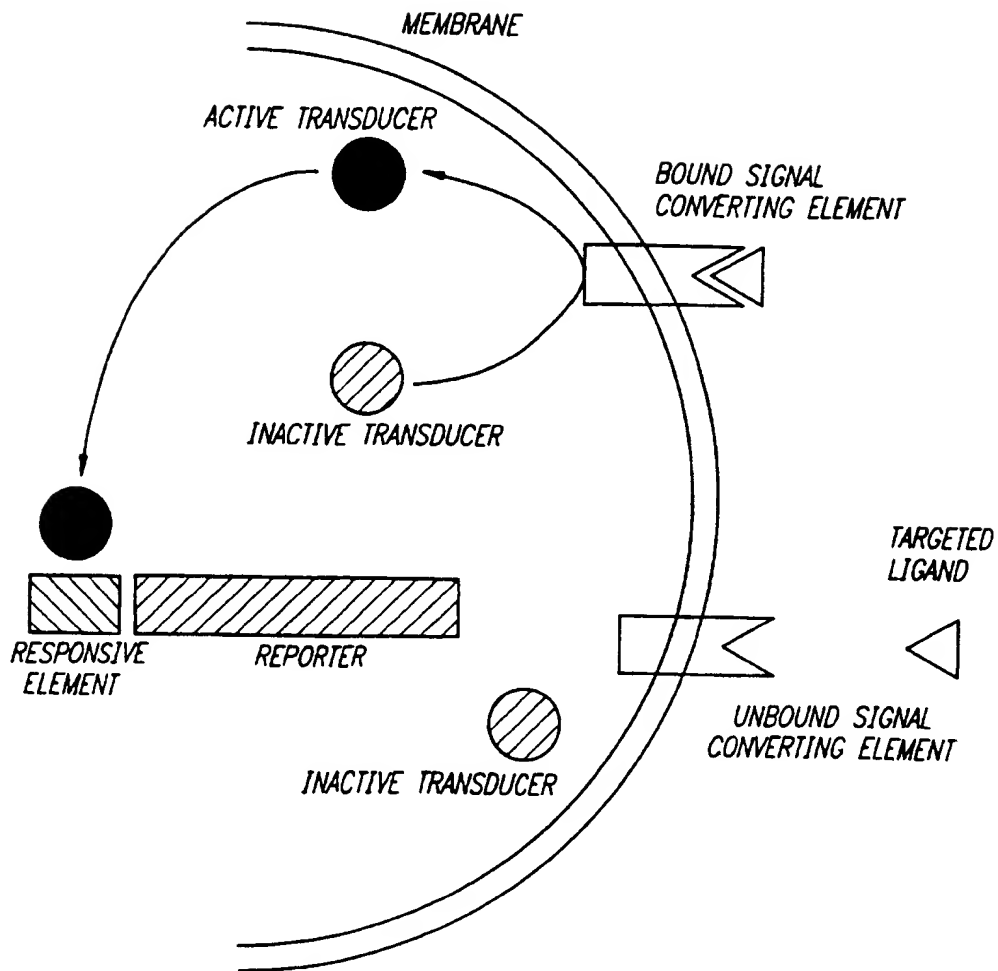 MEMBRANE
ACTIVE TRANSDUCER
BOUND SIGNAL
CONVERTING ELEMENT
INACTIVE TRANSDUCER
TARGETED
LIGAND
RESPONSIVE
ELEMENT
REPORTER
UNBOUND SIGNAL
CONVERTING ELEMENT
INACTIVE TRANSDUCER